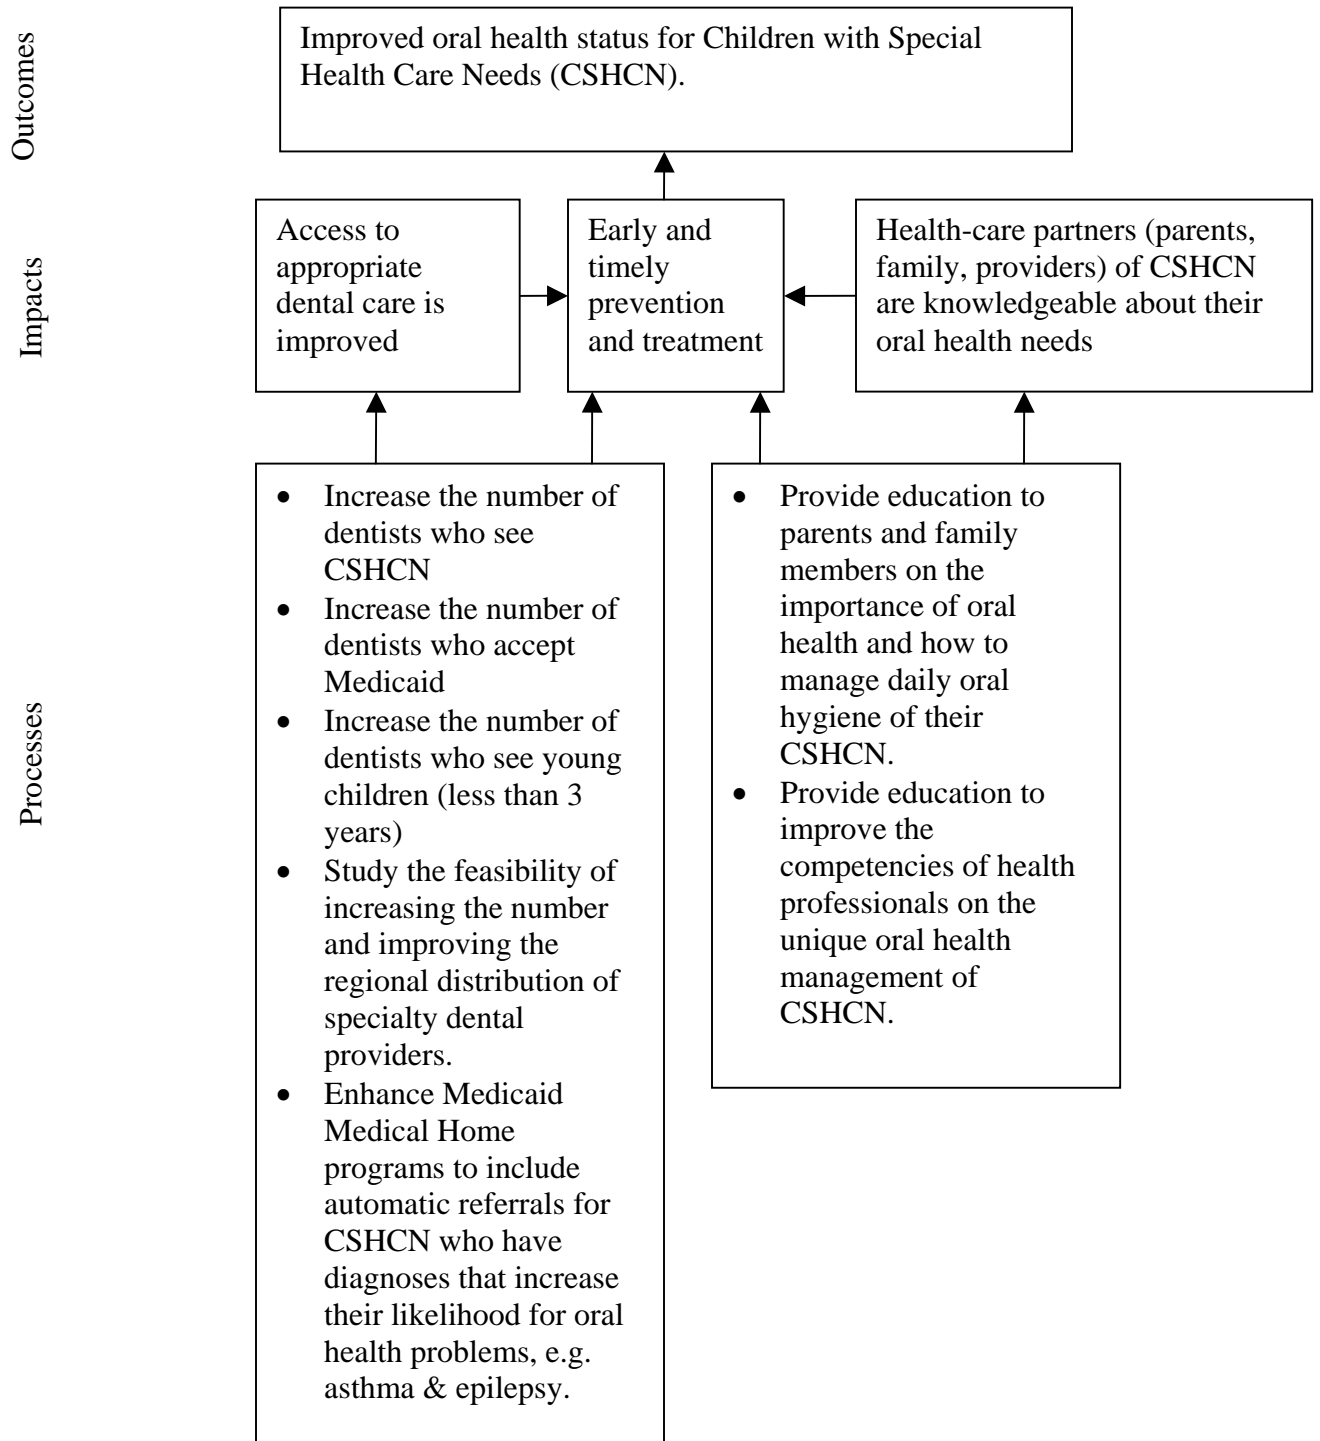 Outcomes
Improved oral health status for Children with Special
Health Care Needs (CSHCN).
Impacts
Access to
appropriate
dental care is
improved
Early and
timely
prevention
and treatment
Health-care partners (parents,
family, providers) of CSHCN
are knowledgeable about their
oral health needs
Processes
• Increase the number of
dentists who see
CSHCN
• Increase the number of
dentists who accept
Medicaid
• Increase the number of
dentists who see young
children (less than 3
years)
• Study the feasibility of
increasing the number
and improving the
regional distribution of
specialty dental
providers.
• Enhance Medicaid
Medical Home
programs to include
automatic referrals for
CSHCN who have
diagnoses that increase
their likelihood for oral
health problems, e.g.
asthma & epilepsy.
• Provide education to
parents and family
members on the
importance of oral
health and how to
manage daily oral
hygiene of their
CSHCN.
• Provide education to
improve the
competencies of health
professionals on the
unique oral health
management of
CSHCN.